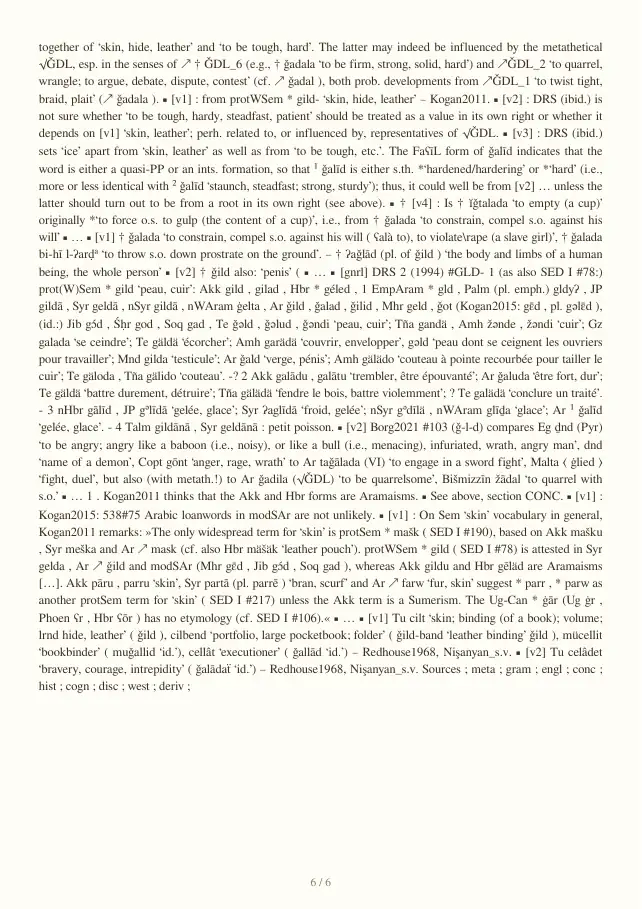 together of ‘skin, hide, leather’ and ‘to be tough, hard’. The latter may indeed be influenced by the metathetical
√ǦDL, esp. in the senses of ↗ † ǦDL_6 (e.g., † ǧadala ‘to be firm, strong, solid, hard’) and ↗ǦDL_2 ‘to quarrel,
wrangle; to argue, debate, dispute, contest’ (cf. ↗ ǧadal ), both prob. developments from ↗ǦDL_1 ‘to twist tight,
braid, plait’ (↗ ǧadala ). ▪ [v1] : from protWSem * gild- ‘skin, hide, leather’ – Kogan2011. ▪ [v2] : DRS (ibid.) is
not sure whether ‘to be tough, hardy, steadfast, patient’ should be treated as a value in its own right or whether it
depends on [v1] ‘skin, leather’; perh. related to, or influenced by, representatives of √ǦDL. ▪ [v3] : DRS (ibid.)
sets ‘ice’ apart from ‘skin, leather’ as well as from ‘to be tough, etc.’. The FaʕīL form of ǧalīd indicates that the
word is either a quasi-PP or an ints. formation, so that ¹ ǧalīd is either s.th. *‘hardened/hardering’ or *‘hard’ (i.e.,
more or less identical with ² ǧalīd ‘staunch, steadfast; strong, sturdy’); thus, it could well be from [v2] … unless the
latter should turn out to be from a root in its own right (see above). ▪ † [v4] : Is † ĭǧtalada ‘to empty (a cup)’
originally *‘to force o.s. to gulp (the content of a cup)’, i.e., from † ǧalada ‘to constrain, compel s.o. against his
will’ ▪ … ▪ [v1] † ǧalada ‘to constrain, compel s.o. against his will ( ʕalà to), to violate\rape (a slave girl)’, † ǧalada
bi-hī l-ʔarḍᵃ ‘to throw s.o. down prostrate on the ground’. – † ʔaǧlād (pl. of ǧild ) ‘the body and limbs of a human
being, the whole person’ ▪ [v2] † ǧild also: ‘penis’ ( ▪ … ▪ [gnrl] DRS 2 (1994) #GLD- 1 (as also SED I #78:)
prot(W)Sem * gild ‘peau, cuir’: Akk gild , gilad , Hbr * géled , 1 EmpAram * gld , Palm (pl. emph.) gldyʔ , JP
gildā , Syr geldā , nSyr gildā , nWAram ġelta , Ar ǧild , ǧalad , ǧilid , Mhr geld , ǧot (Kogan2015: gɛ̄d , pl. gəlēd ),
(id.:) Jib gɔ́d , Śḥr god , Soq gad , Te ǧəld , ǧəlud , ǧəndi ‘peau, cuir’; Tña gandä , Amh žənde , žəndi ‘cuir’; Gz
galada ‘se ceindre’; Te gäldä ‘écorcher’; Amh garädä ‘couvrir, envelopper’, gəld ‘peau dont se ceignent les ouvriers
pour travailler’; Mnd gilda ‘testicule’; Ar ǧald ‘verge, pénis’; Amh gälädo ‘couteau à pointe recourbée pour tailler le
cuir’; Te gäloda , Tña gälido ‘couteau’. -? 2 Akk galādu , galātu ‘trembler, être épouvanté’; Ar ǧaluda ‘être fort, dur’;
Te gäldä ‘battre durement, détruire’; Tña gälädä ‘fendre le bois, battre violemment’; ? Te galädä ‘conclure un traité’.
- 3 nHbr gālīd , JP gᵊlīdā ‘gelée, glace’; Syr ʔaglīdā ‘froid, gelée’; nSyr gᵊdīlā , nWAram glīḏa ‘glace’; Ar ¹ ǧalīd
‘gelée, glace’. - 4 Talm gildānā , Syr geldānā : petit poisson. ▪ [v2] Borg2021 #103 (ǧ-l-d) compares Eg ḏnd (Pyr)
‘to be angry; angry like a baboon (i.e., noisy), or like a bull (i.e., menacing), infuriated, wrath, angry man’, dnd
‘name of a demon’, Copt gōnt ‘anger, rage, wrath’ to Ar taǧālada (VI) ‘to engage in a sword fight’, Malta ⟨ ġlied ⟩
‘fight, duel’, but also (with metath.!) to Ar ǧadila (√ǦDL) ‘to be quarrelsome’, Bišmizzīn žādal ‘to quarrel with
s.o.’ ▪ … 1 . Kogan2011 thinks that the Akk and Hbr forms are Aramaisms. ▪ See above, section CONC. ▪ [v1] :
Kogan2015: 538#75 Arabic loanwords in modSAr are not unlikely. ▪ [v1] : On Sem ‘skin’ vocabulary in general,
Kogan2011 remarks: »The only widespread term for ‘skin’ is protSem * mašk ( SED I #190), based on Akk mašku
, Syr meška and Ar ↗ mask (cf. also Hbr mäšäk ‘leather pouch’). protWSem * gild ( SED I #78) is attested in Syr
gelda , Ar ↗ ǧild and modSAr (Mhr gɛ̄d , Jib gɔ́d , Soq gad ), whereas Akk gildu and Hbr gēläd are Aramaisms
[…]. Akk pāru , parru ‘skin’, Syr partā (pl. parrē ) ‘bran, scurf’ and Ar ↗ farw ‘fur, skin’ suggest * parr , * parw as
another protSem term for ‘skin’ ( SED I #217) unless the Akk term is a Sumerism. The Ug-Can * ġār (Ug ġr ,
Phoen ʕr , Hbr ʕōr ) has no etymology (cf. SED I #106).« ▪ … ▪ [v1] Tu cilt ‘skin; binding (of a book); volume;
lrnd hide, leather’ ( ǧild ), cilbend ‘portfolio, large pocketbook; folder’ ( ǧild-band ‘leather binding’ ǧild ), mücellit
‘bookbinder’ ( muǧallid ‘id.’), cellât ‘executioner’ ( ǧallād ‘id.’) – Redhouse1968, Nişanyan_s.v. ▪ [v2] Tu celâdet
‘bravery, courage, intrepidity’ ( ǧalādaẗ ‘id.’) – Redhouse1968, Nişanyan_s.v. Sources ; meta ; gram ; engl ; conc ;
hist ; cogn ; disc ; west ; deriv ;
6 / 6